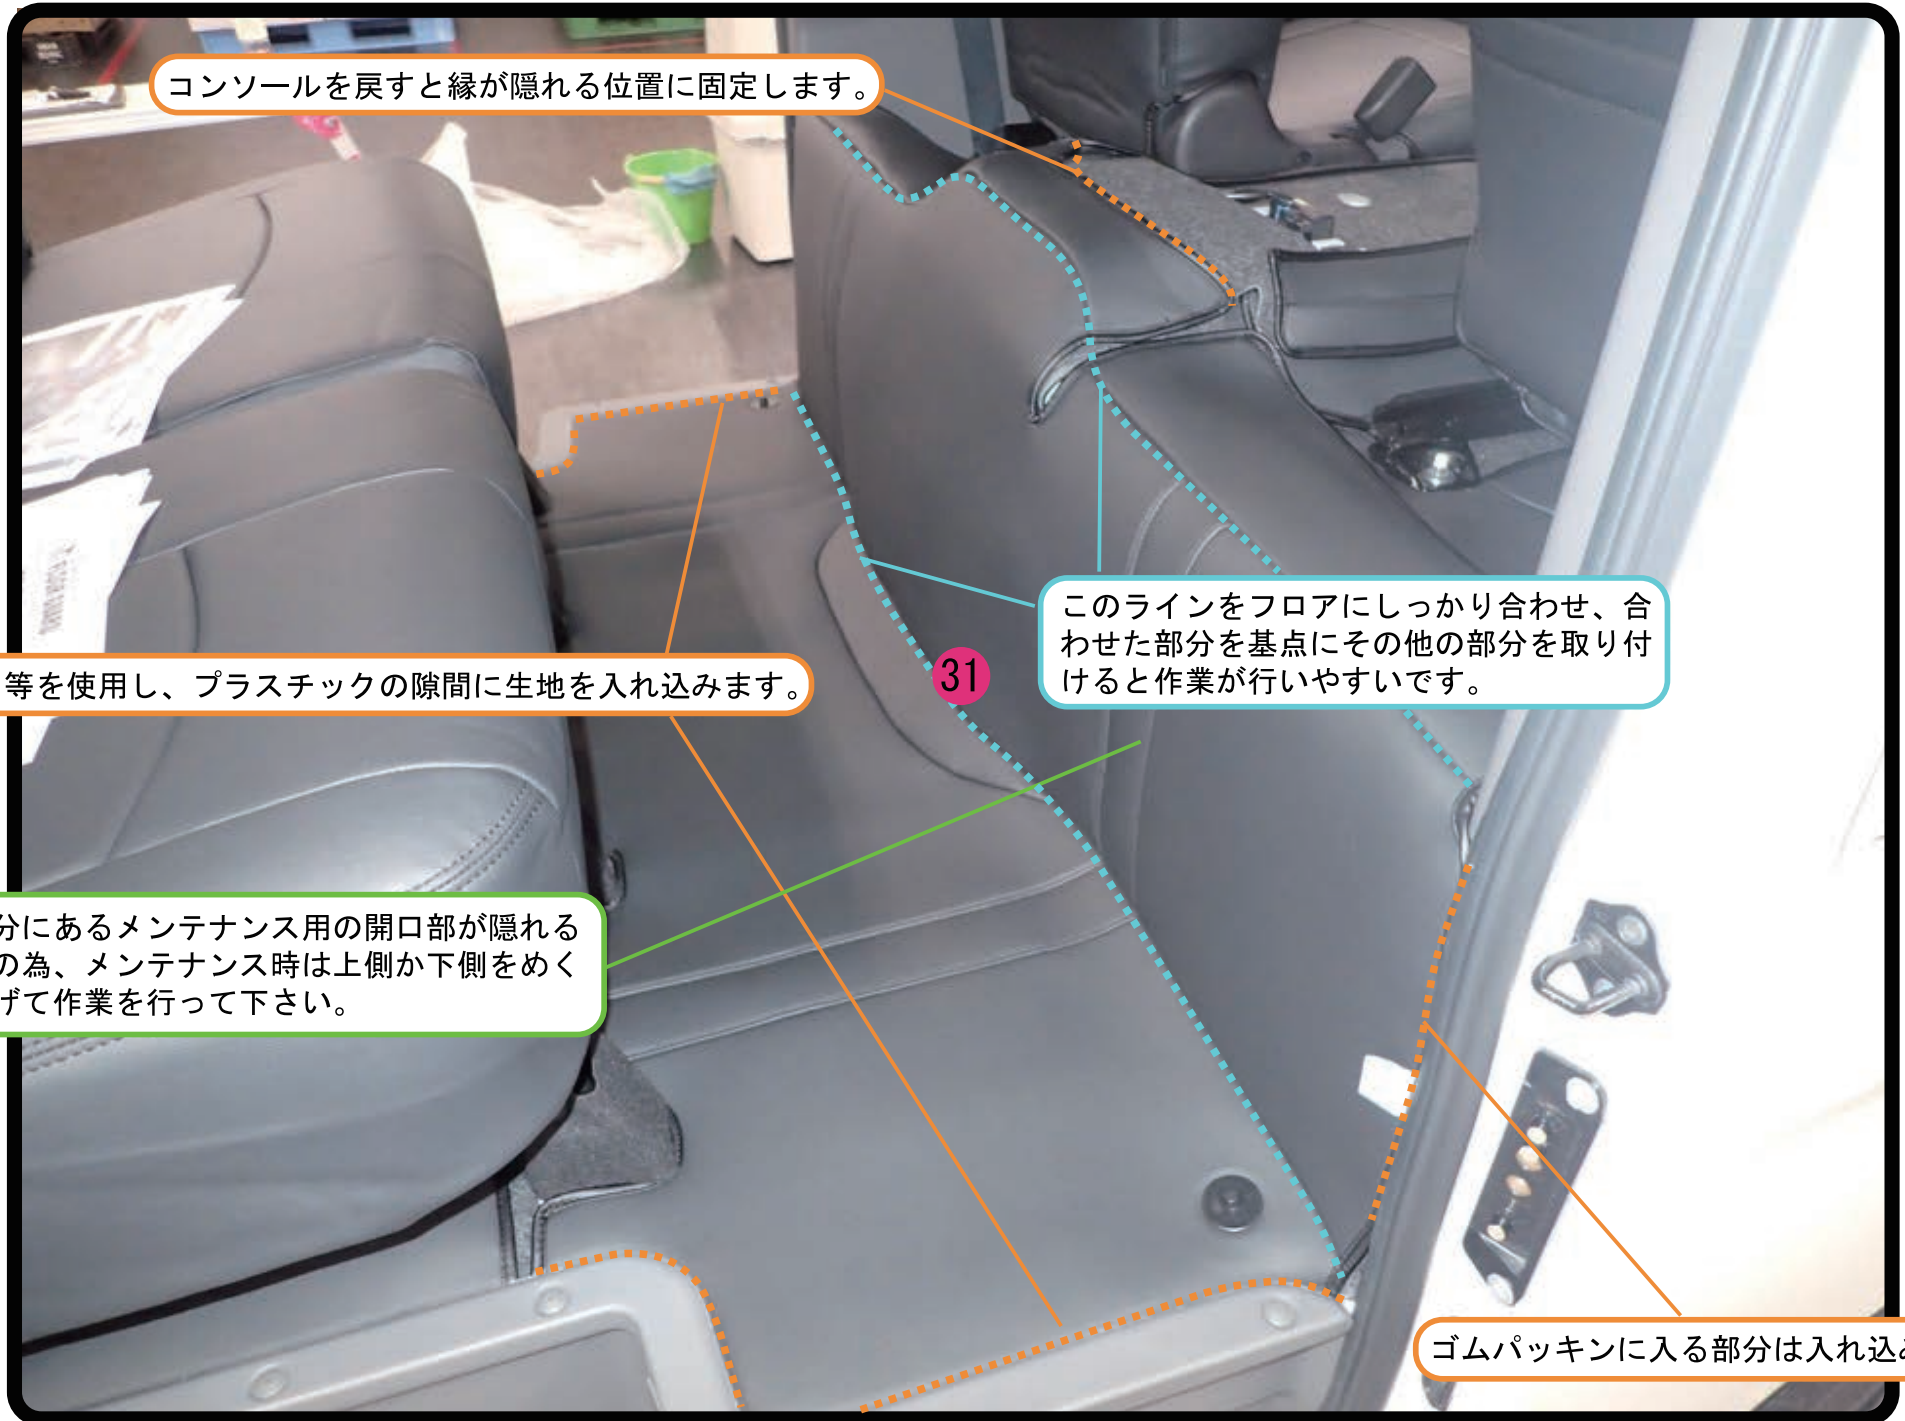 コンソールを戻すと縁が隠れる位置に固定します。
このラインをフロアにしっかり合わせ、合
わせた部分を基点にその他の部分を取り付
けると作業が行いやすいです。
31
等を使用し、プラスチックの隙間に生地を入れ込みます。
分にあるメンテナンス用の開口部が隠れる
の為、メンテナンス時は上側か下側をめく
げて作業を行って下さい。
ゴムパッキンに入る部分は入れ込み